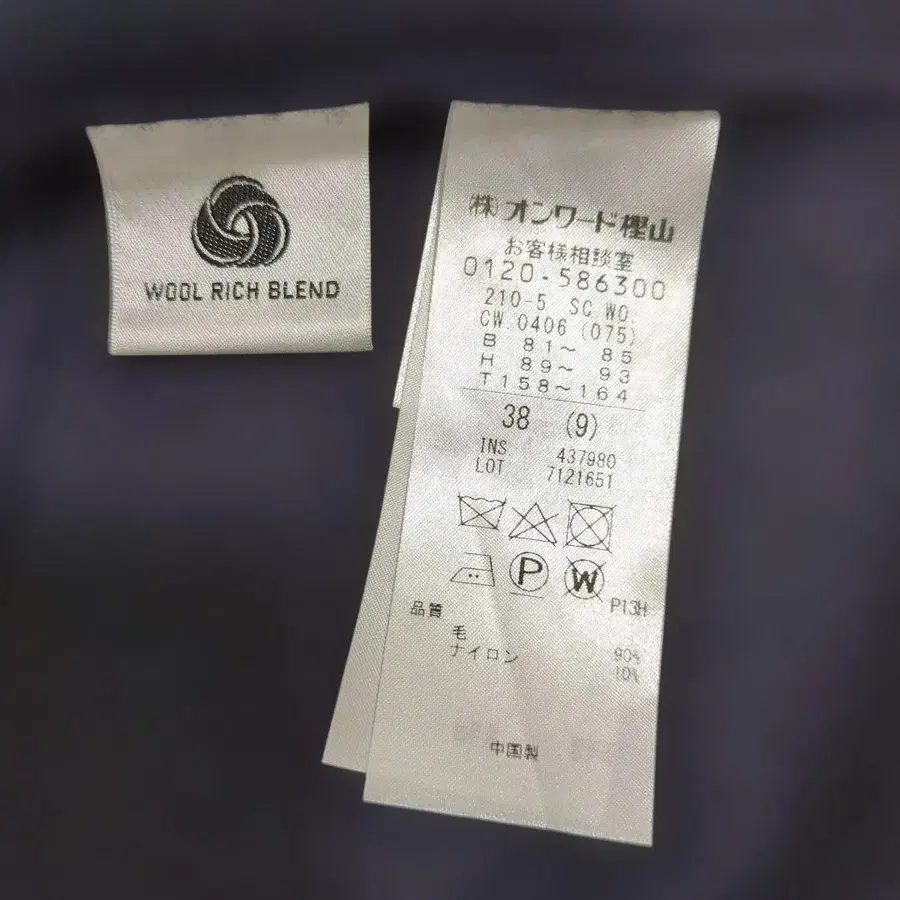 WOOL RICH BLEND
㈱オンワード樫山
お客様相談室
0120-586300
210-5 SC WO.
CW.0406 (075)
B 81～ 85
H 89～ 93
T158～164
38 (9)
INS 437980
LOT 7121651
P
W
P13H
品質
毛 90%
ナイロン 10%
中国製